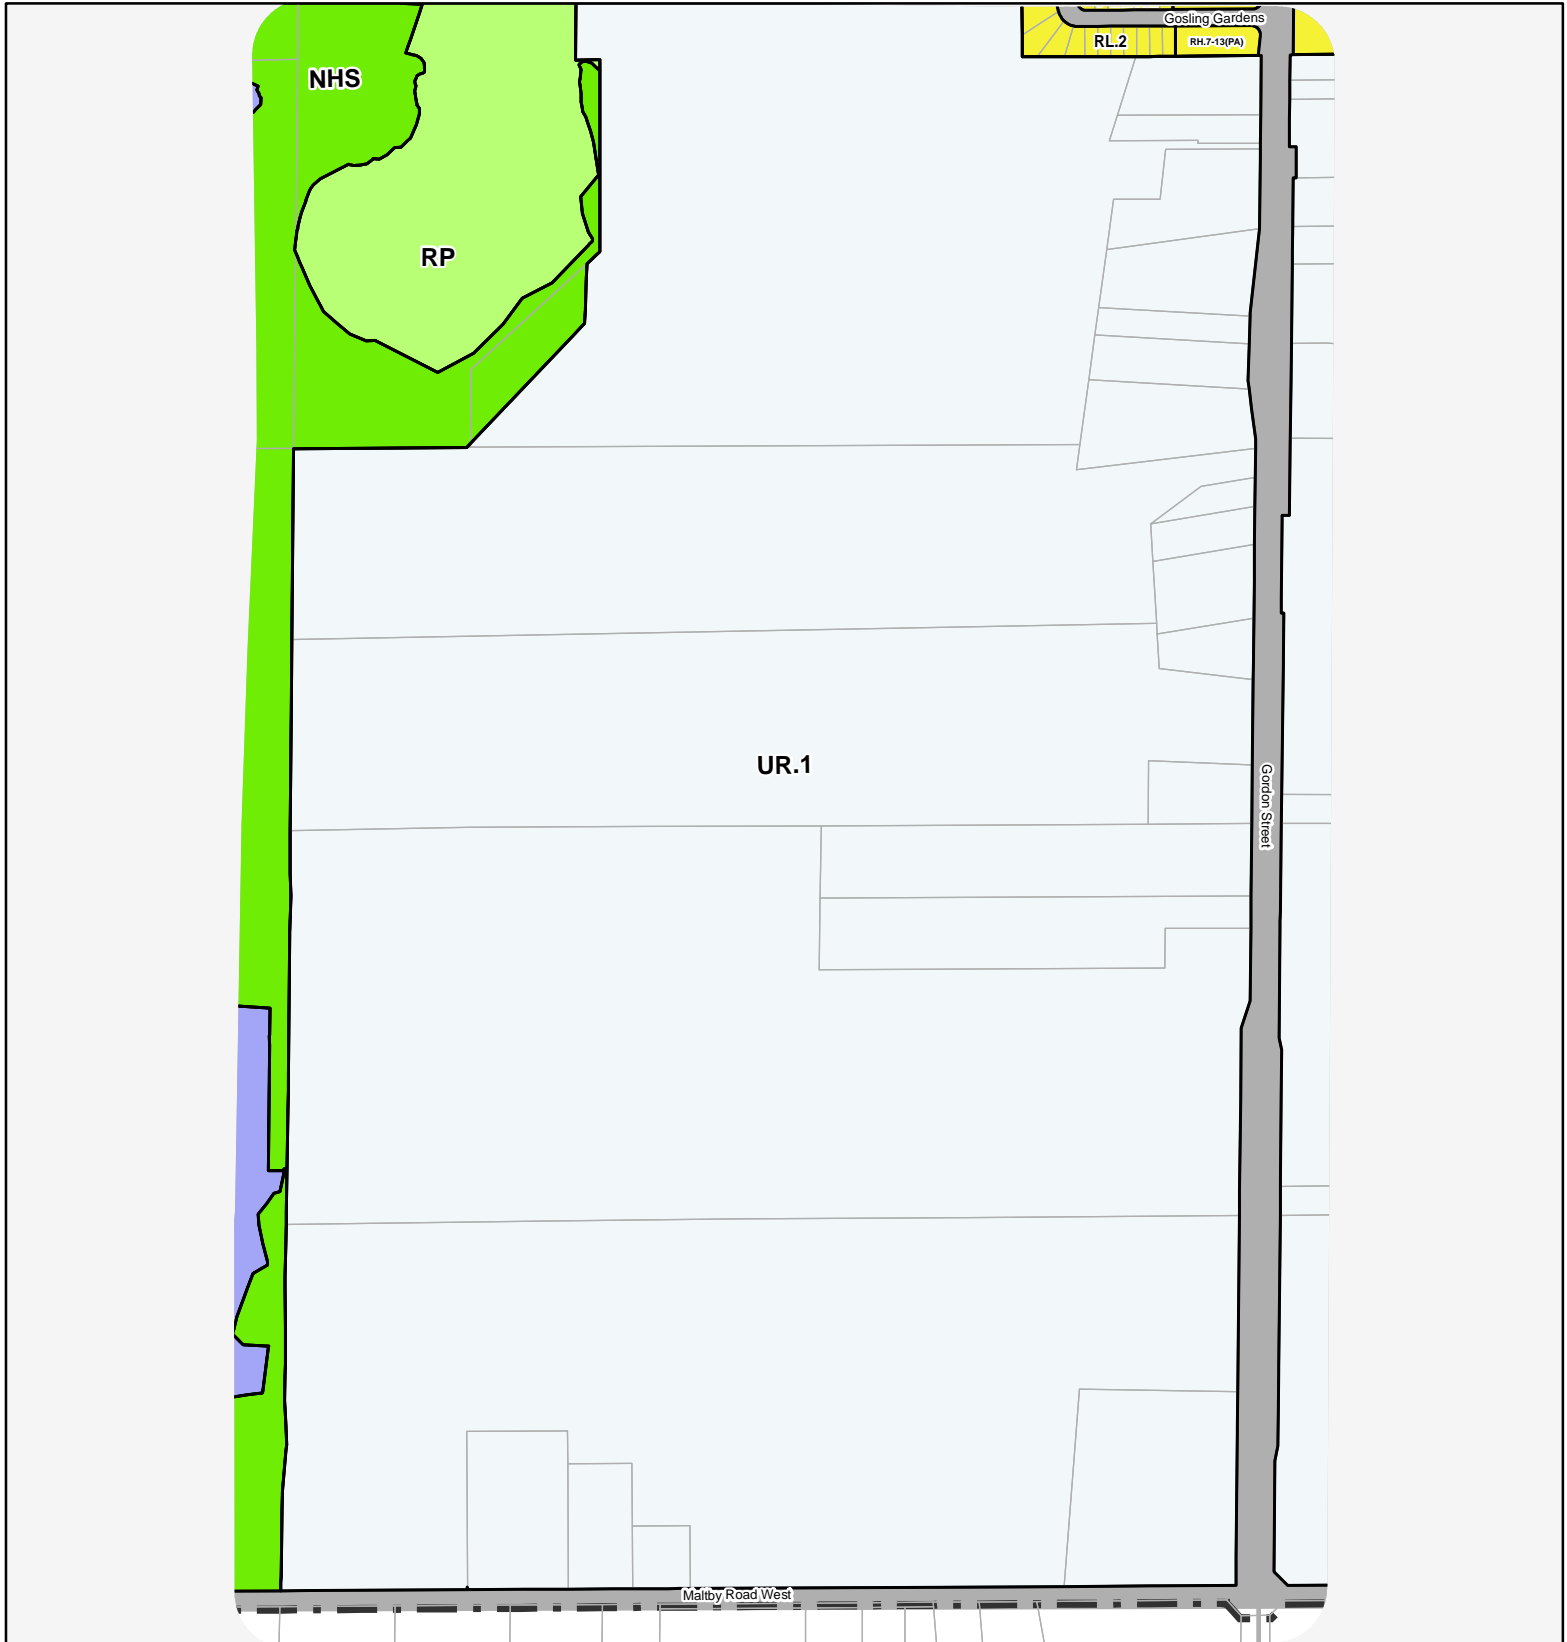 Gosling Gardens
RL.2
RH.7-13(PA)
NHS
RP
UR.1
Gordon Street
Maltby Road West